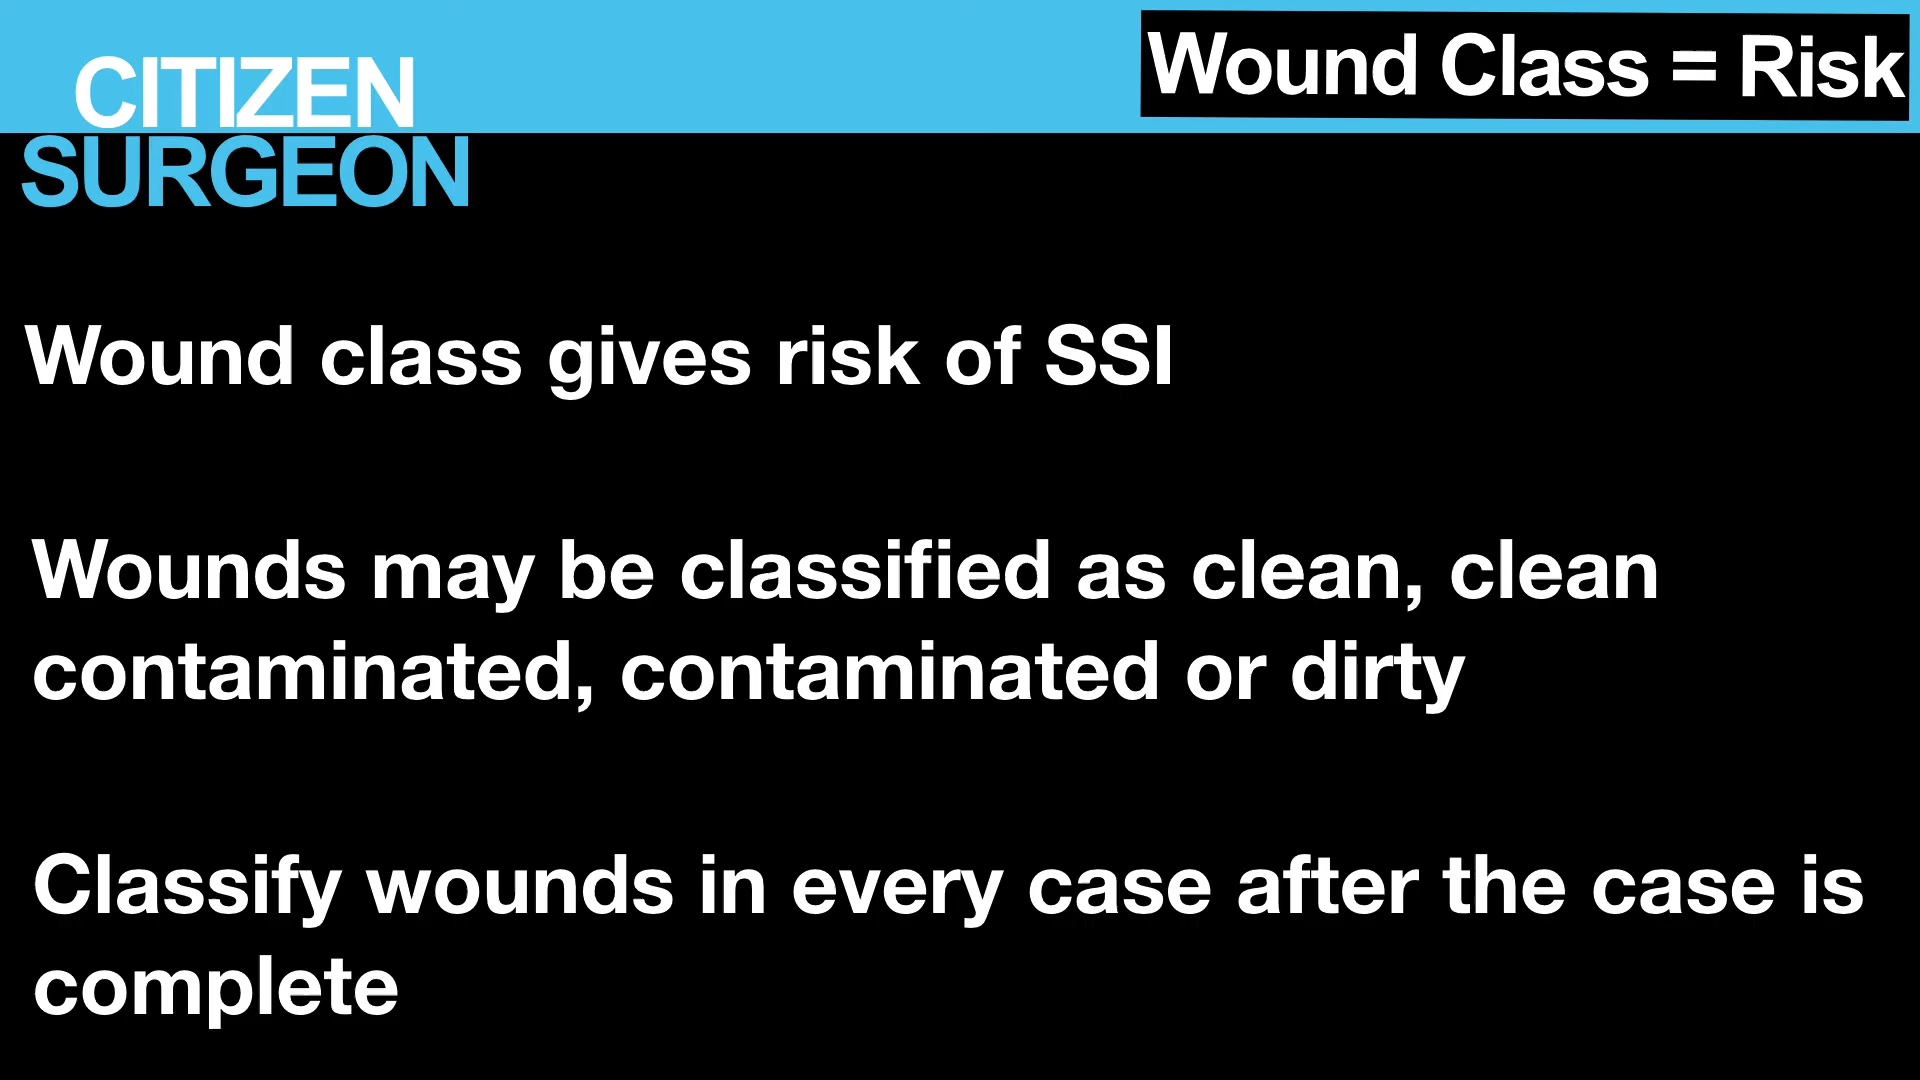 CITIZEN
SURGEON
Wound Class = Risk
Wound class gives risk of SSI
Wounds may be classified as clean, clean
contaminated, contaminated or dirty
Classify wounds in every case after the case is
complete